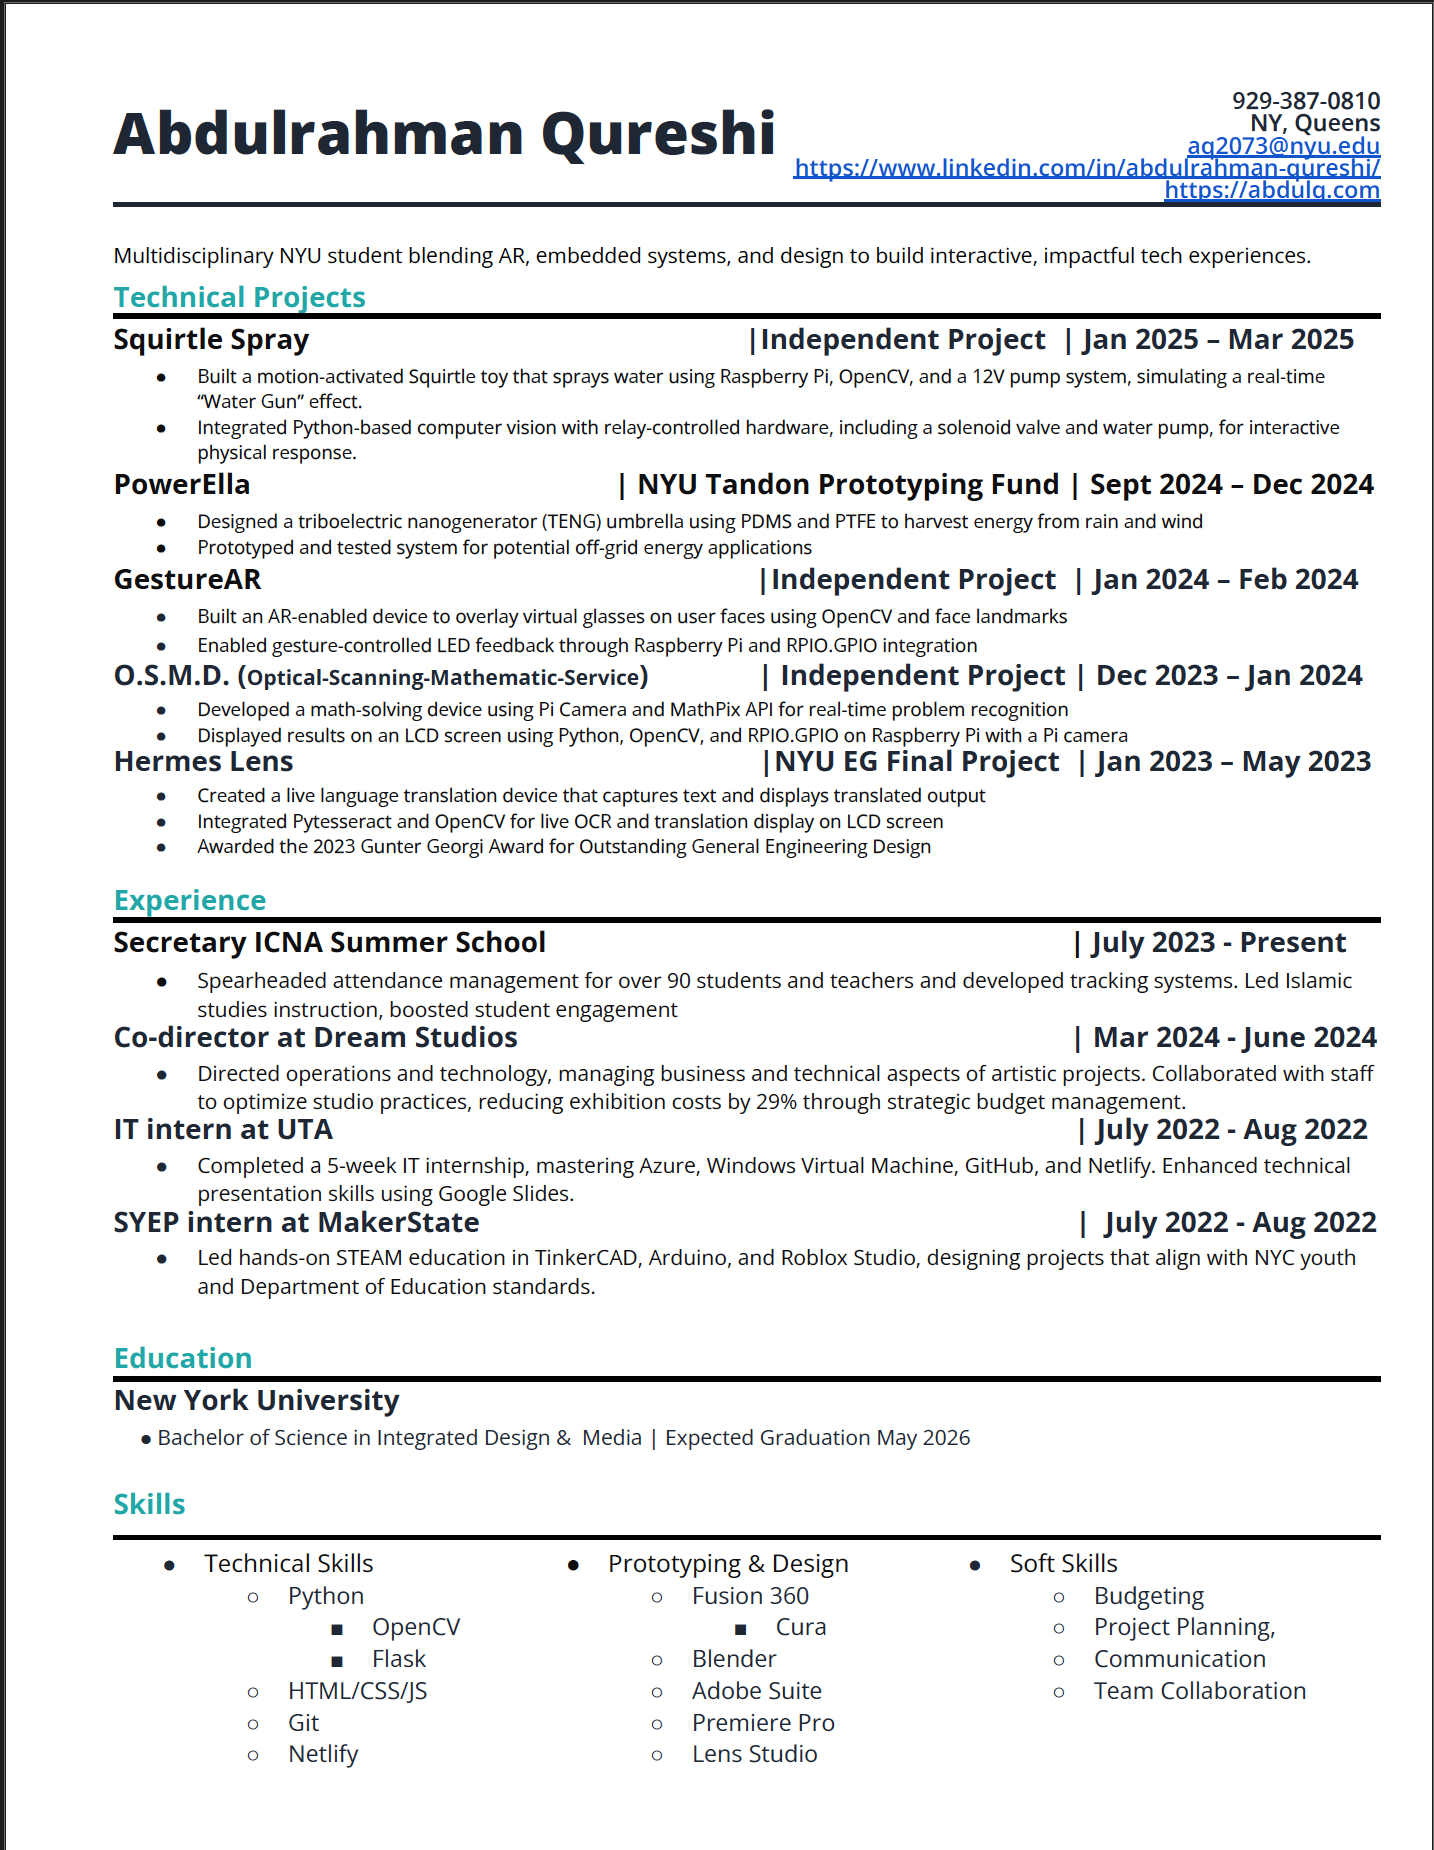 Abdulrahman Qureshi
929-387-0810
NY, Queens
aq2073@nyu.edu
https://www.linkedin.com/in/abdulrahman-qureshi/
https://abdulq.com
Multidisciplinary NYU student blending AR, embedded systems, and design to build interactive, impactful tech experiences.
Technical Projects
Squirtle Spray |Independent Project | Jan 2025 – Mar 2025
● Built a motion-activated Squirtle toy that sprays water using Raspberry Pi, OpenCV, and a 12V pump system, simulating a real-time
“Water Gun” effect.
● Integrated Python-based computer vision with relay-controlled hardware, including a solenoid valve and water pump, for interactive
physical response.
PowerElla | NYU Tandon Prototyping Fund | Sept 2024 – Dec 2024
● Designed a triboelectric nanogenerator (TENG) umbrella using PDMS and PTFE to harvest energy from rain and wind
● Prototyped and tested system for potential off-grid energy applications
GestureAR |Independent Project | Jan 2024 – Feb 2024
● Built an AR-enabled device to overlay virtual glasses on user faces using OpenCV and face landmarks
● Enabled gesture-controlled LED feedback through Raspberry Pi and RPIO.GPIO integration
O.S.M.D. (Optical-Scanning-Mathematic-Service) | Independent Project | Dec 2023 – Jan 2024
● Developed a math-solving device using Pi Camera and MathPix API for real-time problem recognition
● Displayed results on an LCD screen using Python, OpenCV, and RPIO.GPIO on Raspberry Pi with a Pi camera
Hermes Lens |NYU EG Final Project | Jan 2023 – May 2023
● Created a live language translation device that captures text and displays translated output
● Integrated Pytesseract and OpenCV for live OCR and translation display on LCD screen
● Awarded the 2023 Gunter Georgi Award for Outstanding General Engineering Design
Experience
Secretary ICNA Summer School | July 2023 - Present
● Spearheaded attendance management for over 90 students and teachers and developed tracking systems. Led Islamic
studies instruction, boosted student engagement
Co-director at Dream Studios | Mar 2024 - June 2024
● Directed operations and technology, managing business and technical aspects of artistic projects. Collaborated with staff
to optimize studio practices, reducing exhibition costs by 29% through strategic budget management.
IT intern at UTA | July 2022 - Aug 2022
● Completed a 5-week IT internship, mastering Azure, Windows Virtual Machine, GitHub, and Netlify. Enhanced technical
presentation skills using Google Slides.
SYEP intern at MakerState | July 2022 - Aug 2022
● Led hands-on STEAM education in TinkerCAD, Arduino, and Roblox Studio, designing projects that align with NYC youth
and Department of Education standards.
Education
New York University
● Bachelor of Science in Integrated Design & Media | Expected Graduation May 2026
Skills
● Technical Skills
○ Python
■ OpenCV
■ Flask
○ HTML/CSS/JS
○ Git
○ Netlify
● Prototyping & Design
○ Fusion 360
■ Cura
○ Blender
○ Adobe Suite
○ Premiere Pro
○ Lens Studio
● Soft Skills
○ Budgeting
○ Project Planning,
○ Communication
○ Team Collaboration